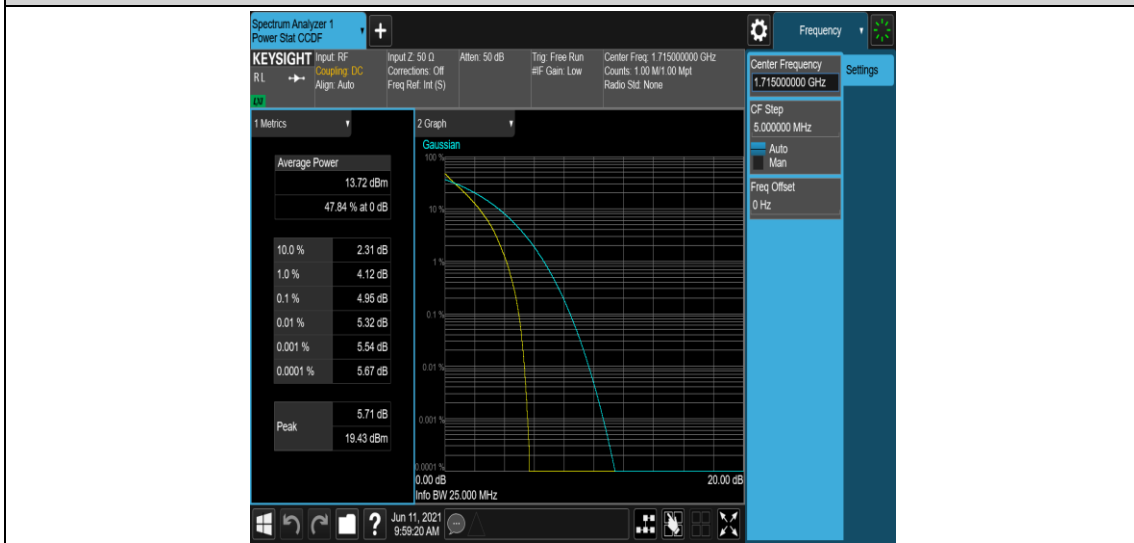 Spectrum Analyzer 1
Power Stat CCDF
+
Frequency
KEYSIGHT Input: RF
R L
Coupling: DC
Align: Auto
Input Z: 50 Ω
Corrections: Off
Freq Ref: Int (S)
Atten: 50 dB
Trig: Free Run
#IF Gain: Low
Center Freq: 1.715000000 GHz
Counts: 1.00 M/1.00 Mpt
Radio Std: None
Center Frequency
1.715000000 GHz
Settings
CF Step
5.000000 MHz
Auto
Man
Freq Offset
0 Hz
1 Metrics
Average Power
13.72 dBm
47.84 % at 0 dB
10.0 % 2.31 dB
1.0 % 4.12 dB
0.1 % 4.95 dB
0.01 % 5.32 dB
0.001 % 5.54 dB
0.0001 % 5.67 dB
Peak 5.71 dB
19.43 dBm
2 Graph
Gaussian
100 %
10 %
1 %
0.1 %
0.01 %
0.001 %
0.0001 %
0.00 dB 20.00 dB
Info BW 25.000 MHz
?
Jun 11, 2021
9:59:20 AM